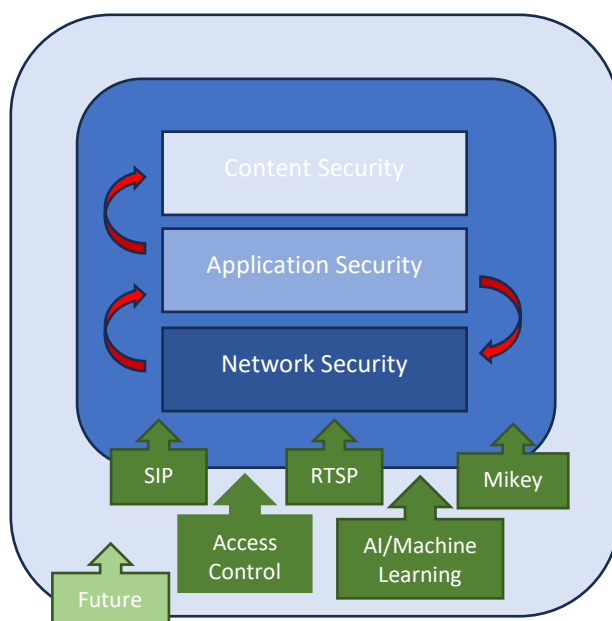 Content Security
Application Security
Network Security
SIP
RTSP
Mikey
Access
Control
AI/Machine
Learning
Future